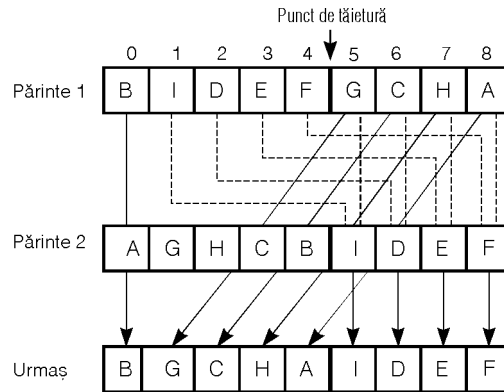 Punct de tăietură
0 1 2 3 4 5 6 7 8
Părinte 1 B I D E F G C H A
Părinte 2 A G H C B I D E F
Urmaș B G C H A I D E F